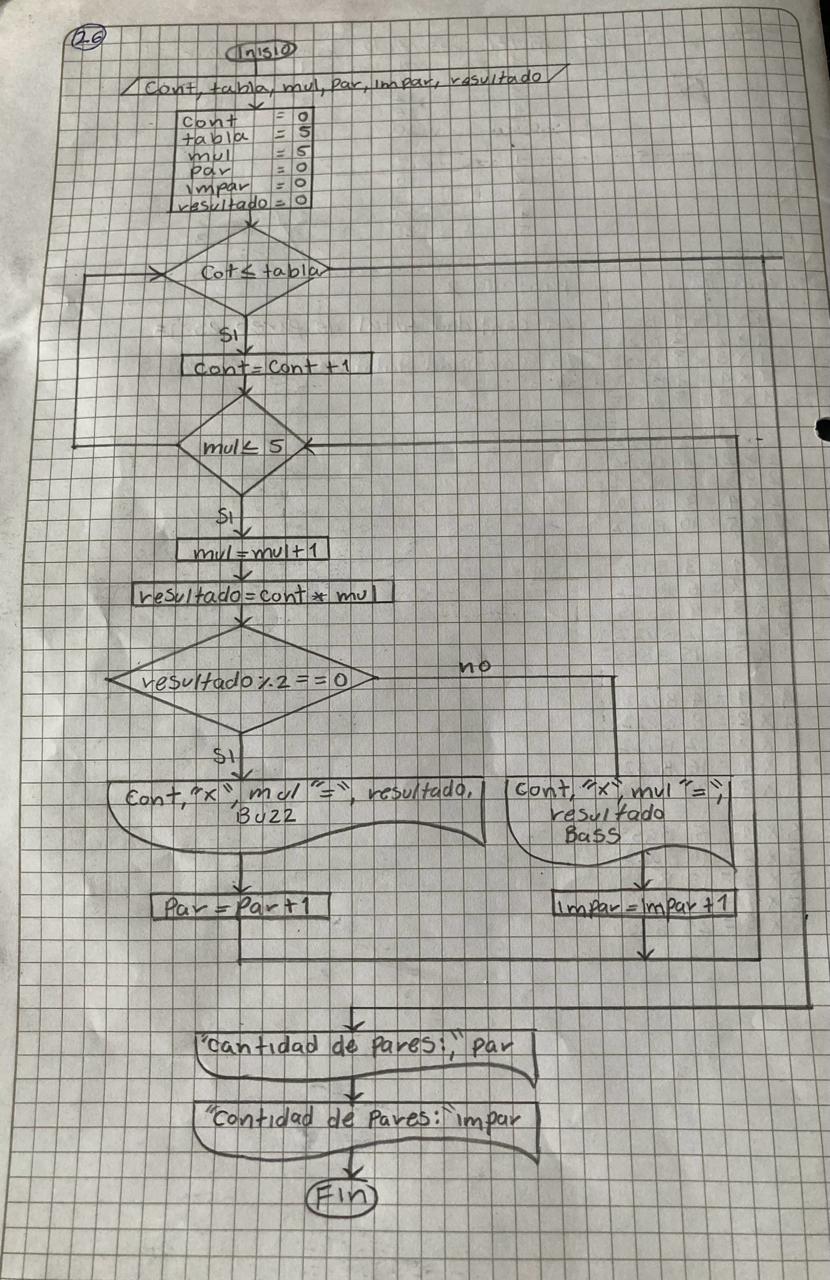 26
Inisio
Cont, tabla, mul, par, impar, resultado
cont = 0
tabla = 5
mul = 5
par = 0
impar = 0
resultado = 0
Cot ≤ tabla
SI
cont = cont + 1
mul ≤ 5
SI
mul = mul + 1
resultado = cont * mul
resultado % 2 == 0
no
SI
Cont, "x", mul "=", resultado,
Buzz
Cont, "x", mul "=",
resultado
Bass
Par = Par + 1
impar = impar + 1
"cantidad de pares:," par
"Contidad de Pares:" impar
Fin